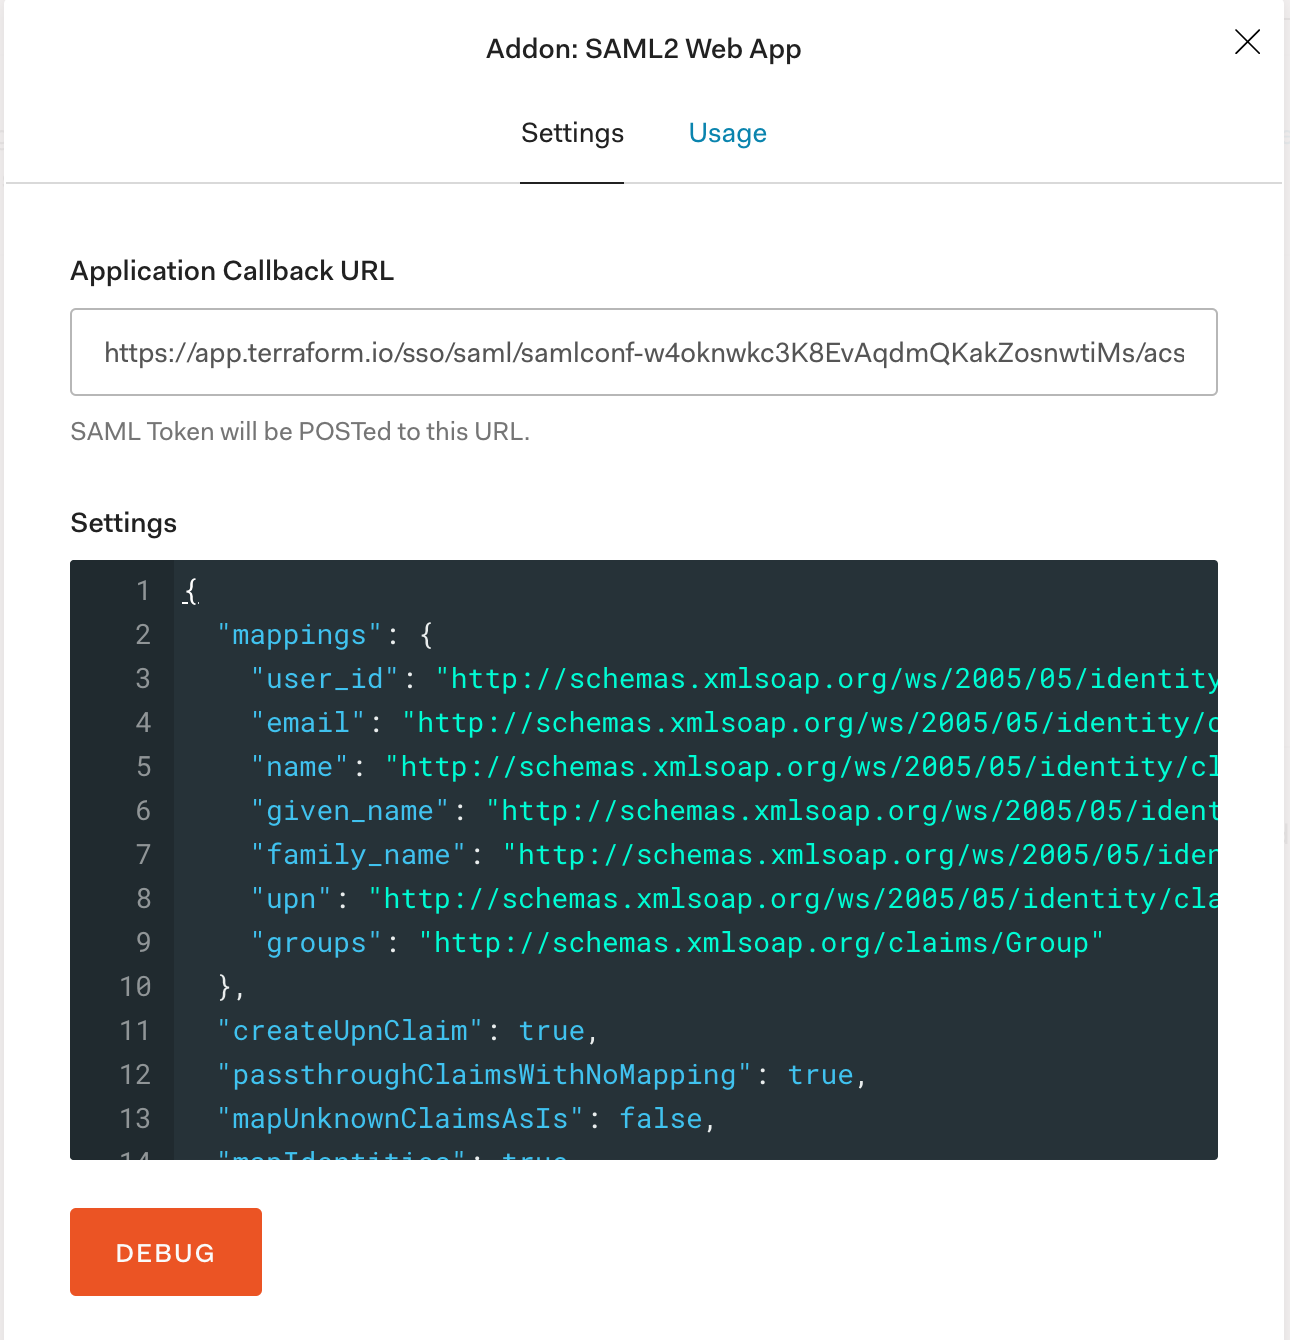 Addon: SAML2 Web App
Settings Usage
Application Callback URL
https://app.terraform.io/sso/saml/samlconf-w4oknwkc3K8EvAqdmQKakZosnwtiMs/acs
SAML Token will be POSTed to this URL.
Settings
1 {
2 "mappings": {
3 "user_id": "http://schemas.xmlsoap.org/ws/2005/05/identity
4 "email": "http://schemas.xmlsoap.org/ws/2005/05/identity/c
5 "name": "http://schemas.xmlsoap.org/ws/2005/05/identity/cl
6 "given_name": "http://schemas.xmlsoap.org/ws/2005/05/ident
7 "family_name": "http://schemas.xmlsoap.org/ws/2005/05/iden
8 "upn": "http://schemas.xmlsoap.org/ws/2005/05/identity/cla
9 "groups": "http://schemas.xmlsoap.org/claims/Group"
10 },
11 "createUpnClaim": true,
12 "passthroughClaimsWithNoMapping": true,
13 "mapUnknownClaimsAsIs": false,
14 "mapIdentities": true
DEBUG